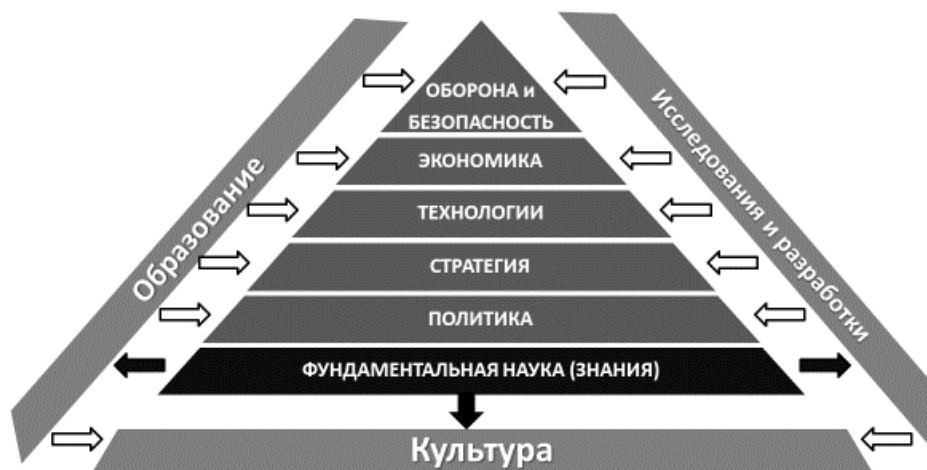 ОБОРОНА и
БЕЗОПАСНОСТЬ
ЭКОНОМИКА
ТЕХНОЛОГИИ
СТРАТЕГИЯ
ПОЛИТИКА
ФУНДАМЕНТАЛЬНАЯ НАУКА (ЗНАНИЯ)
Образование
Исследования и разработки
Культура